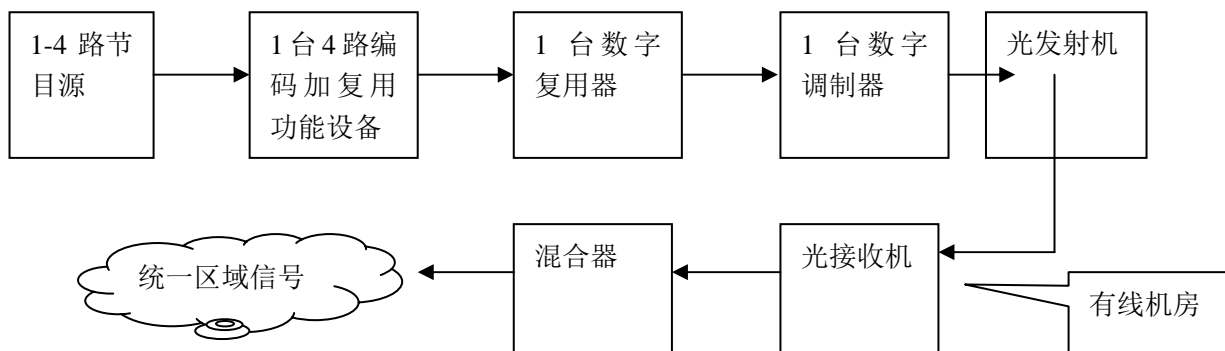 1-4 路节
目源
1台4路编
码加复用
功能设备
1 台数字
复用器
1 台数字
调制器
光发射机
统一区域信号
混合器
光接收机
有线机房